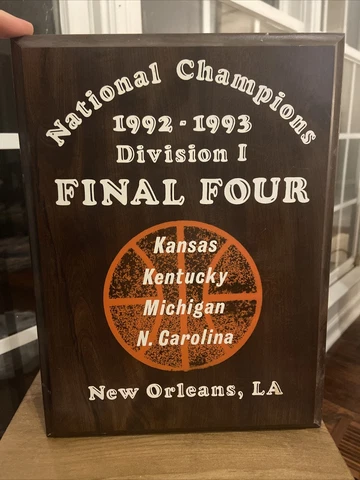 National Champions
1992 - 1993
Division I
FINAL FOUR
Kansas
Kentucky
Michigan
N. Carolina
New Orleans, LA